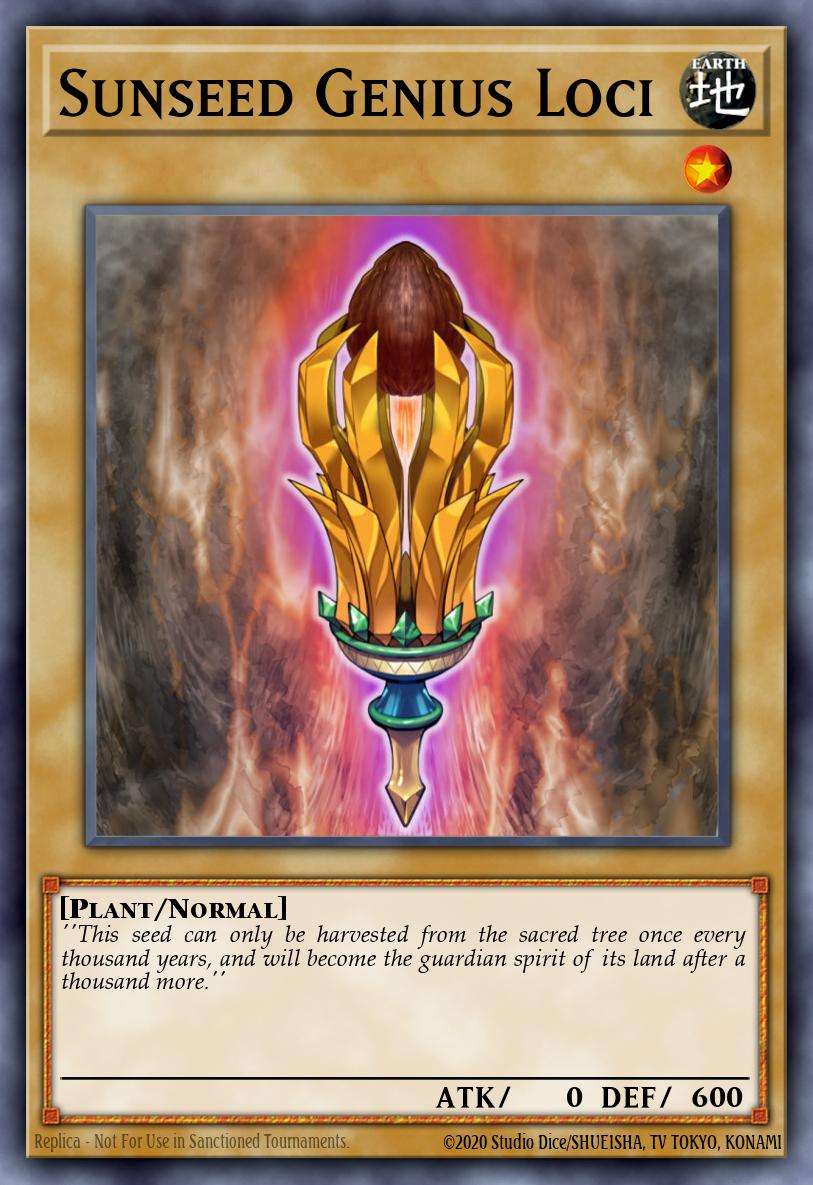 Sunseed Genius Loci
EARTH
地
[Plant/Normal]
''This seed can only be harvested from the sacred tree once every
thousand years, and will become the guardian spirit of its land after a
thousand more.''
ATK/ 0 DEF/ 600
Replica - Not For Use in Sanctioned Tournaments.
©2020 Studio Dice/SHUEISHA, TV TOKYO, KONAMI